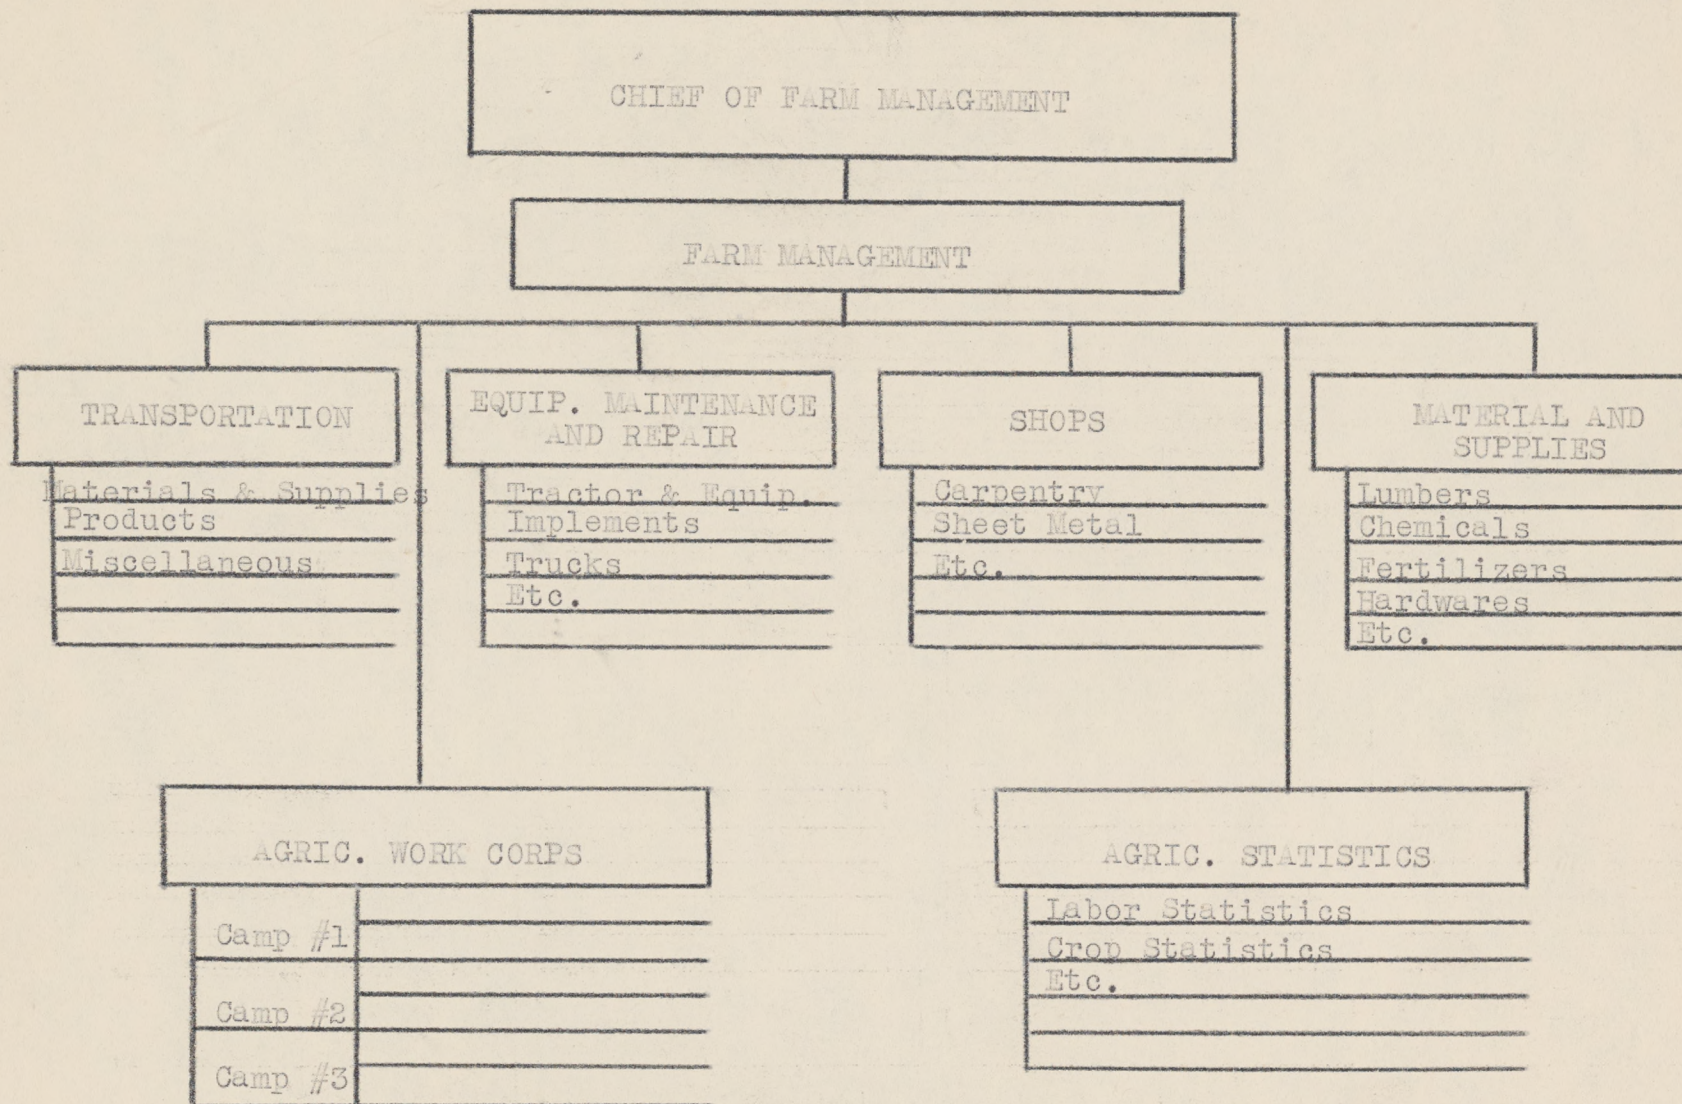 CHIEF OF FARM MANAGEMENT
FARM MANAGEMENT
TRANSPORTATION
Materials & Supplies
Products
Miscellaneous
EQUIP. MAINTENANCE
AND REPAIR
Tractor & Equip.
Implements
Trucks
Etc.
SHOPS
Carpentry
Sheet Metal
Etc.
MATERIAL AND
SUPPLIES
Lumbers
Chemicals
Fertilizers
Hardwares
Etc.
AGRIC. WORK CORPS
Camp #1
Camp #2
Camp #3
AGRIC. STATISTICS
Labor Statistics
Crop Statistics
Etc.